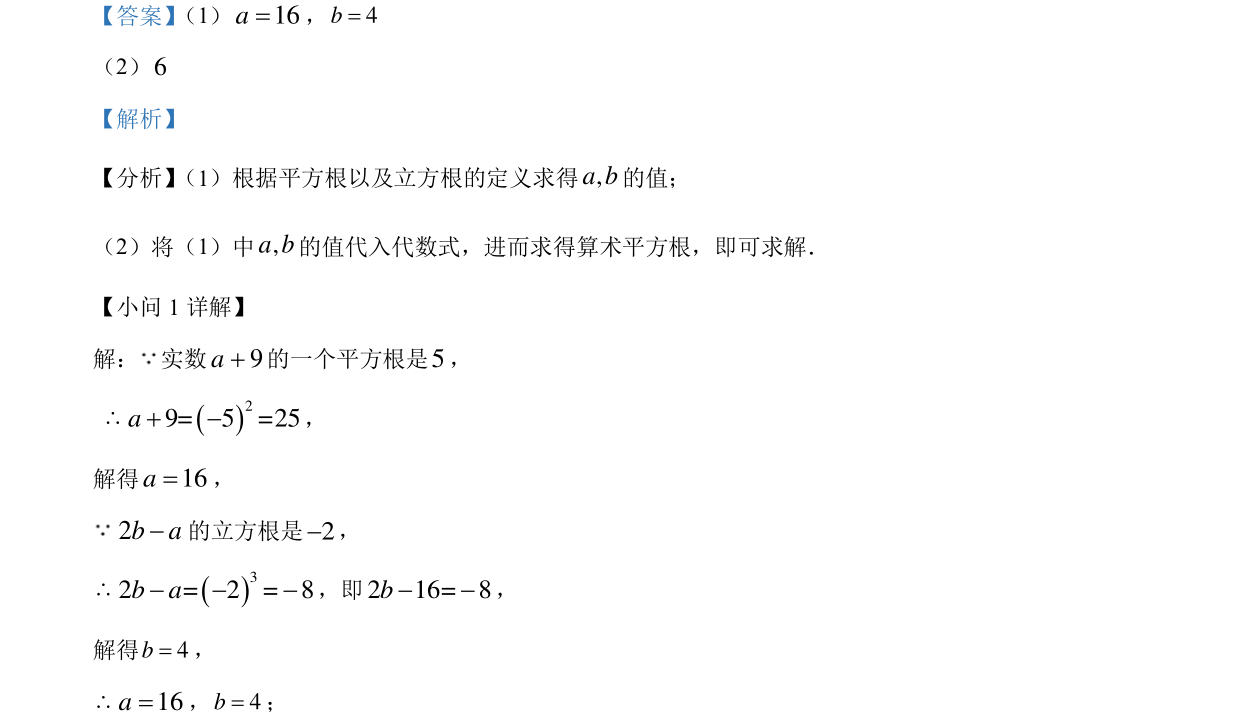 【答案】（1）a=16，b=4
（2）6
【解析】
【分析】（1）根据平方根以及立方根的定义求得a,b的值；
（2）将（1）中a,b的值代入代数式，进而求得算术平方根，即可求解．
【小问 1 详解】
解：∵实数a+9的一个平方根是5，
∴a+9=(−5)²=25，
解得a=16，
∵2b−a的立方根是−2，
∴2b−a=(−2)³=−8，即2b−16=−8，
解得b=4，
∴a=16，b=4；